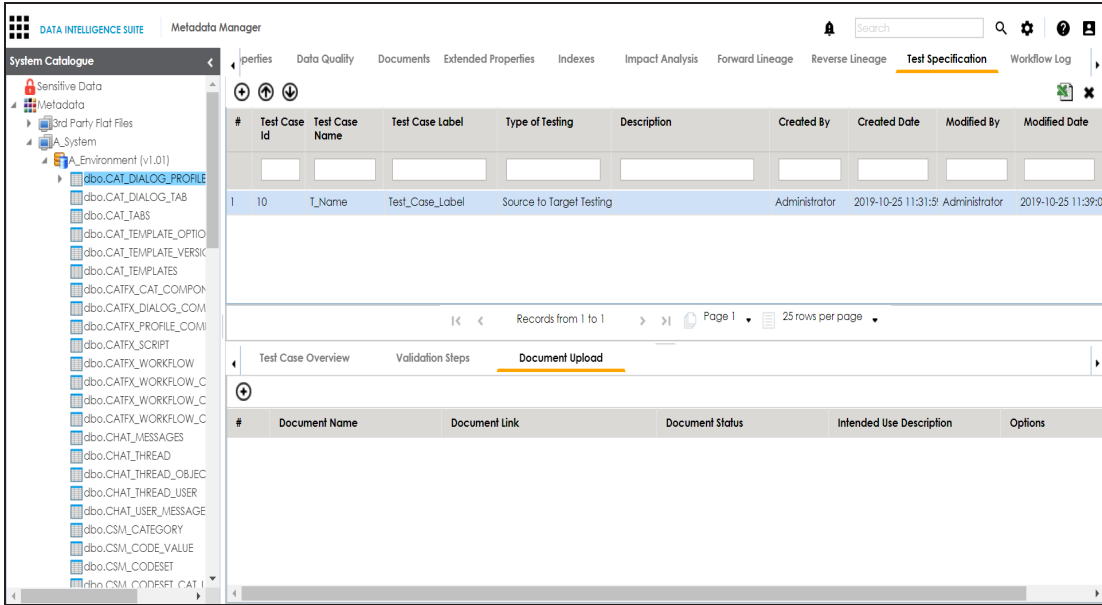 DATA INTELLIGENCE SUITE Metadata Manager Search
System Catalogue
Sensitive Data
Metadata
3rd Party Flat Files
A_System
A_Environment (v1.01)
dbo.CAT_DIALOG_PROFILE
dbo.CAT_DIALOG_TAB
dbo.CAT_TABS
dbo.CAT_TEMPLATE_OPTIO
dbo.CAT_TEMPLATE_VERSIC
dbo.CAT_TEMPLATES
dbo.CATFX_CAT_COMPON
dbo.CATFX_DIALOG_COM
dbo.CATFX_PROFILE_COMI
dbo.CATFX_SCRIPT
dbo.CATFX_WORKFLOW
dbo.CATFX_WORKFLOW_C
dbo.CATFX_WORKFLOW_C
dbo.CATFX_WORKFLOW_C
dbo.CHAT_MESSAGES
dbo.CHAT_THREAD
dbo.CHAT_THREAD_OBJEC
dbo.CHAT_THREAD_USER
dbo.CHAT_USER_MESSAGE
dbo.CSM_CATEGORY
dbo.CSM_CODE_VALUE
dbo.CSM_CODESET
dbo.CSM_CODESET_CAT_I
perties Data Quality Documents Extended Properties Indexes Impact Analysis Forward Lineage Reverse Lineage Test Specification Workflow Log
# Test Case Id Test Case Name Test Case Label Type of Testing Description Created By Created Date Modified By Modified Date
1 10 T_Name Test_Case_Label Source to Target Testing Administrator 2019-10-25 11:31:5 Administrator 2019-10-25 11:39:0
Records from 1 to 1 Page 1 25 rows per page
Test Case Overview Validation Steps Document Upload
# Document Name Document Link Document Status Intended Use Description Options